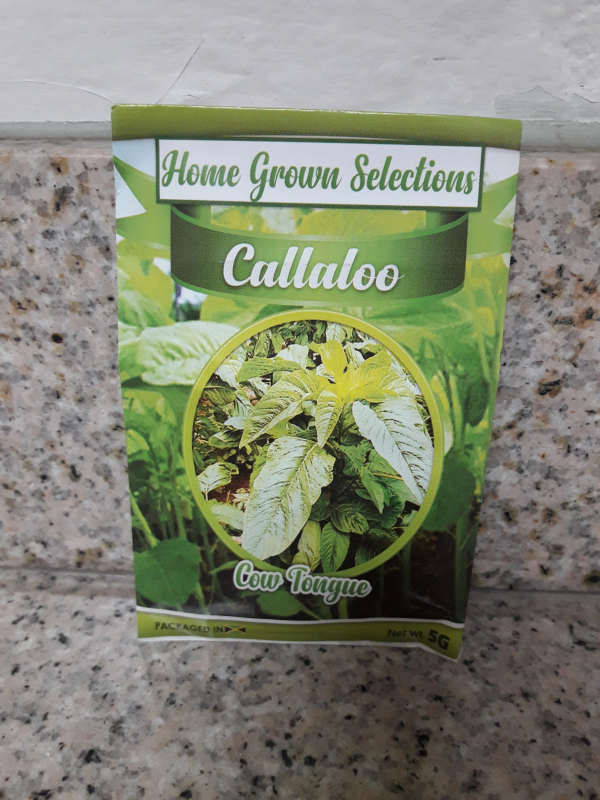 Home Grown Selections
Callaloo
Cow Tongue
PACKAGED IN
Net Wt. 5G